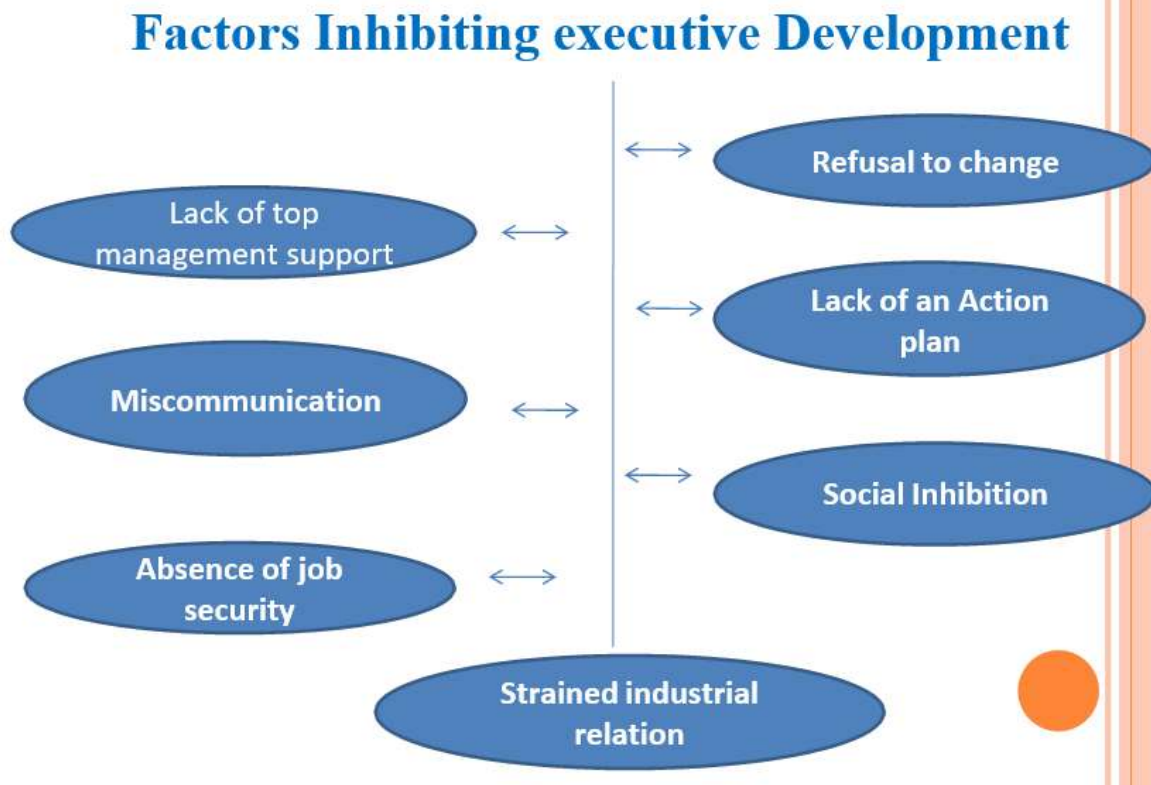 Factors Inhibiting executive Development
Refusal to change
Lack of top
management support
Lack of an Action
plan
Miscommunication
Social Inhibition
Absence of job
security
Strained industrial
relation